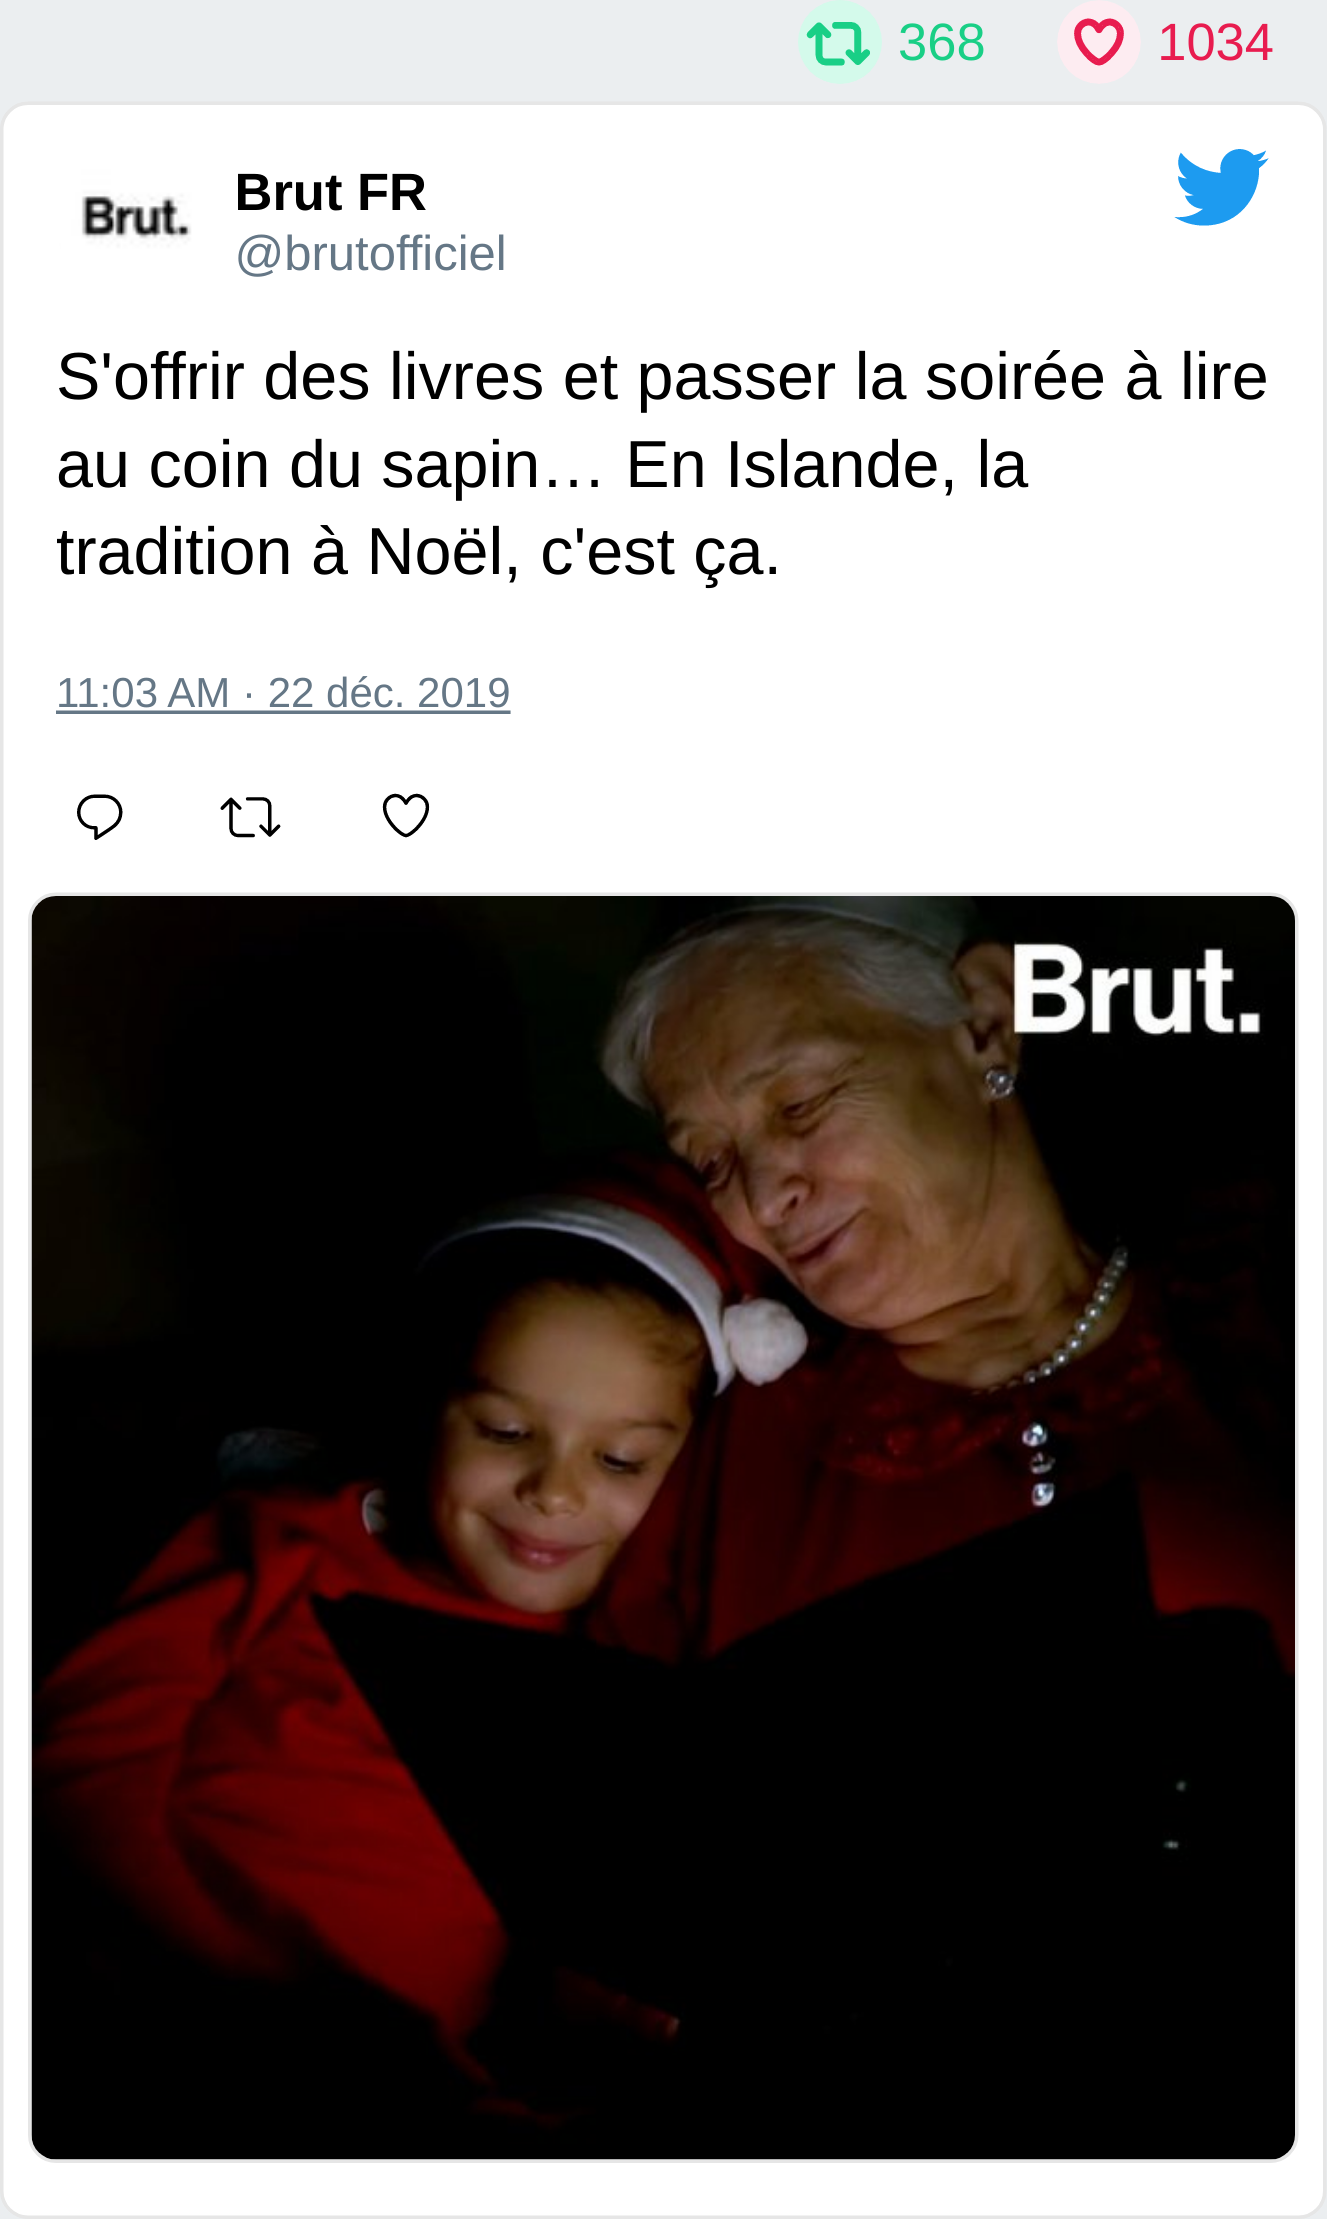 368 1034
Brut.
Brut FR
@brutofficiel
S'offrir des livres et passer la soirée à lire
au coin du sapin… En Islande, la
tradition à Noël, c'est ça.
11:03 AM · 22 déc. 2019
Brut.